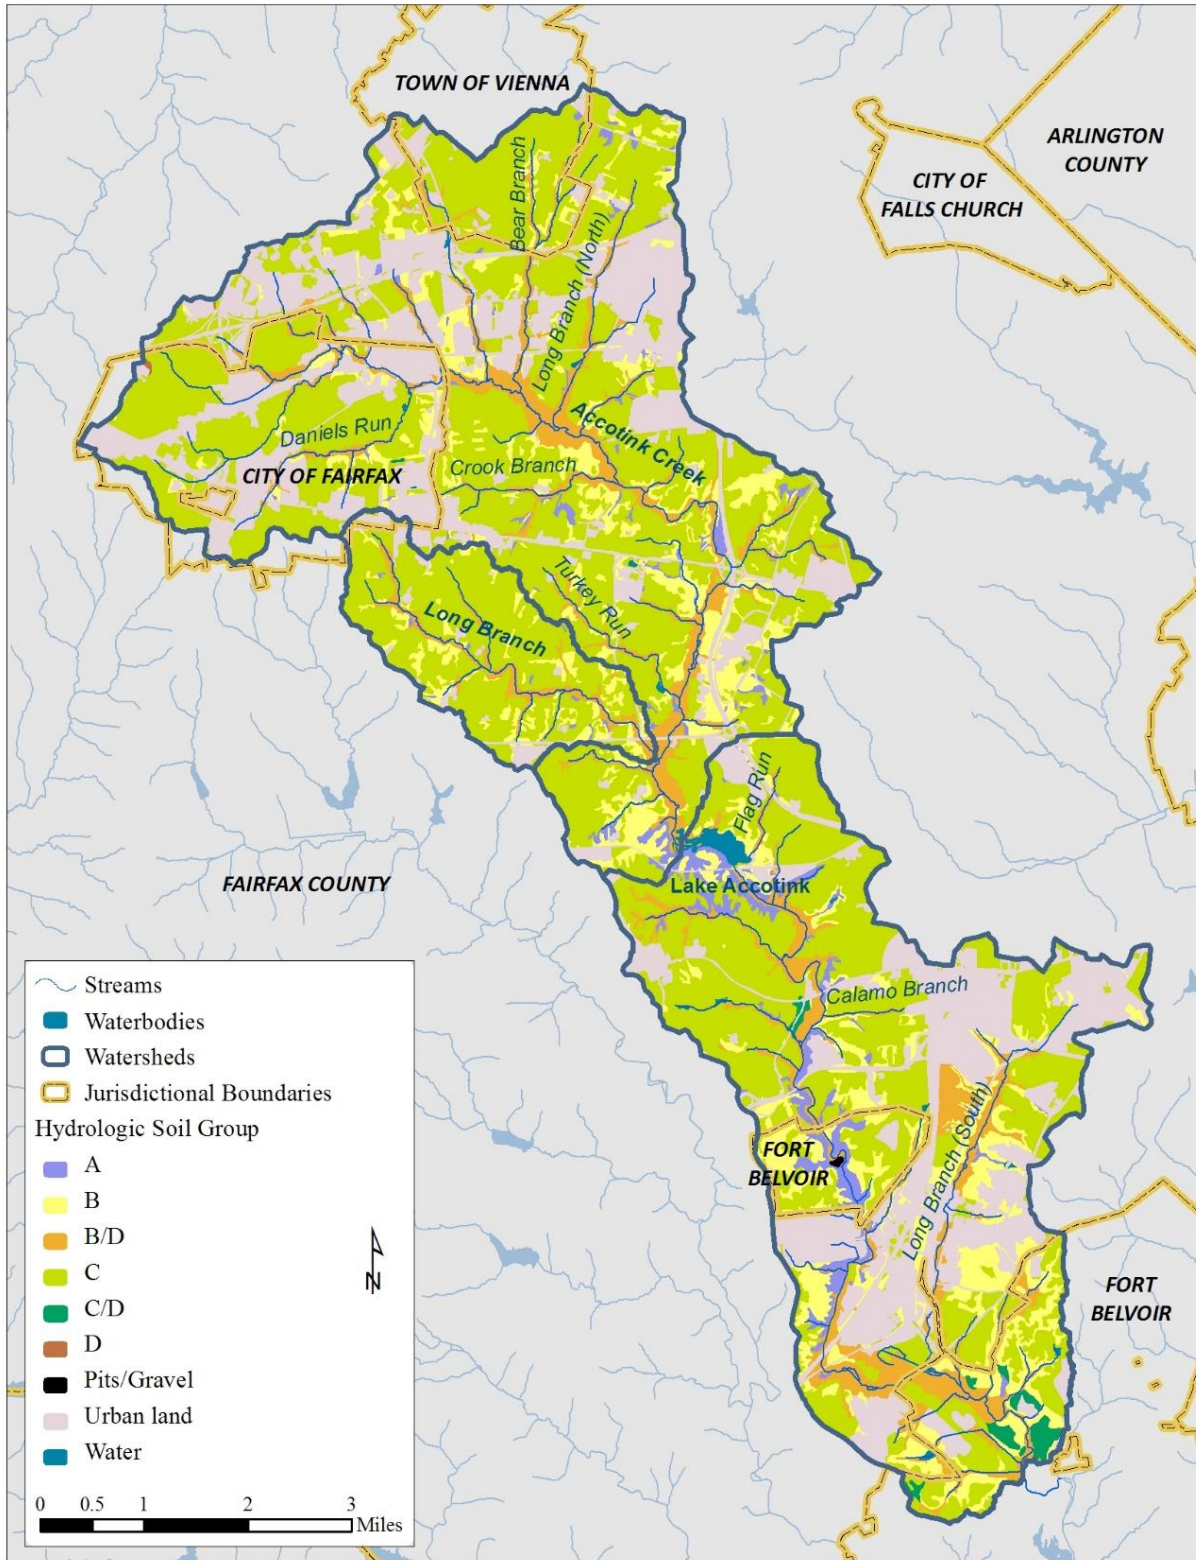 TOWN OF VIENNA
ARLINGTON
COUNTY
CITY OF
FALLS CHURCH
Bear Branch
Long Branch (North)
Accotink Creek
Daniels Run
Crook Branch
CITY OF FAIRFAX
Turkey Run
Long Branch
Flag Run
FAIRFAX COUNTY
Lake Accotink
Calamo Branch
Long Branch (South)
FORT
BELVOIR
FORT
BELVOIR
Streams
Waterbodies
Watersheds
Jurisdictional Boundaries
Hydrologic Soil Group
A
B
B/D
C
C/D
D
Pits/Gravel
Urban land
Water
N
0 0.5 1 2 3
Miles